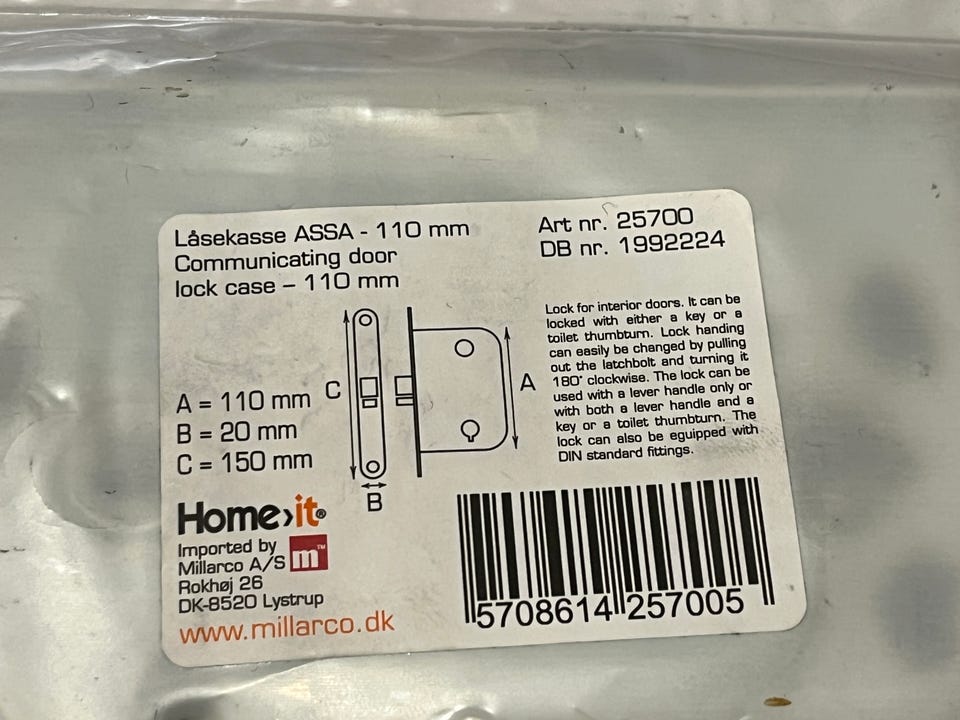 Låsekasse ASSA - 110 mm
Communicating door
lock case – 110 mm
Art nr. 25700
DB nr. 1992224
A = 110 mm
B = 20 mm
C = 150 mm
C
A
B
Lock for interior doors. It can be
locked with either a key or a
toilet thumbturn. Lock handing
can easily be changed by pulling
out the latchbolt and turning it
180° clockwise. The lock can be
used with a lever handle only or
with both a lever handle and a
key or a toilet thumbturn. The
lock can also be eguipped with
DIN standard fittings.
Home›it®
Imported by
Millarco A/S
m™
Rokhøj 26
DK-8520 Lystrup
www.millarco.dk
5708614 257005